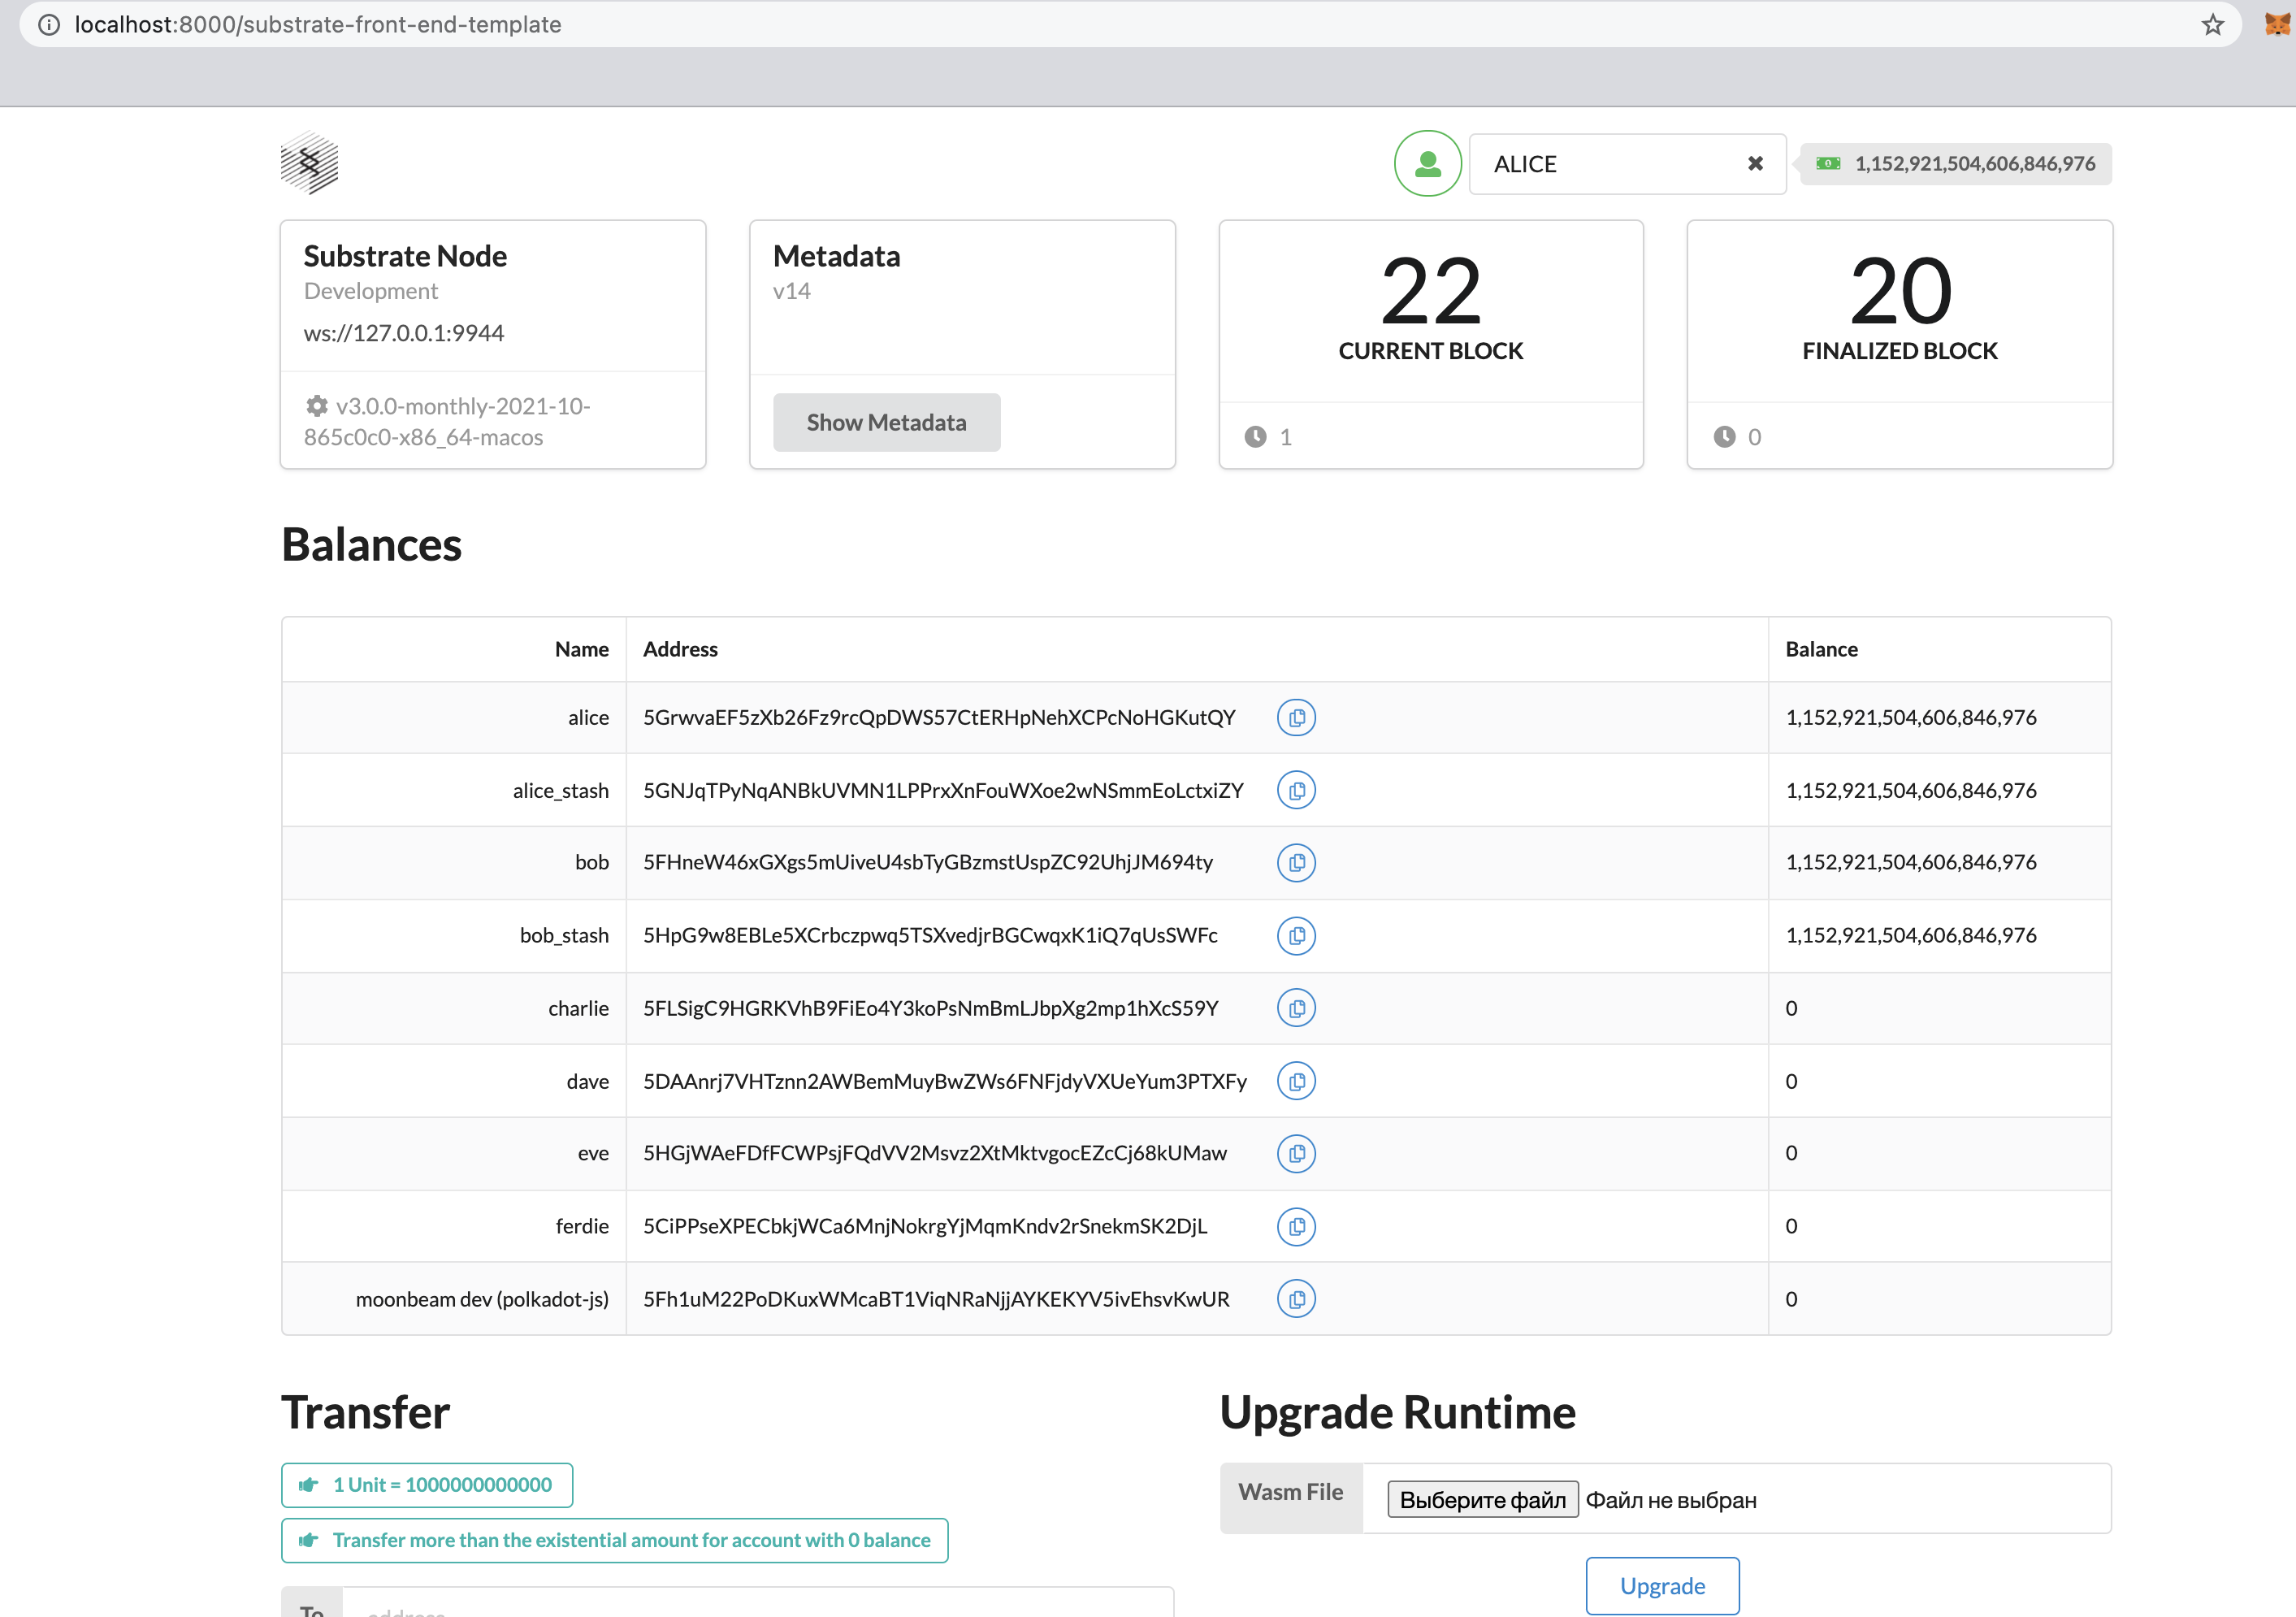 localhost:8000/substrate-front-end-template
ALICE
1,152,921,504,606,846,976
Substrate Node
Development
ws://127.0.0.1:9944
v3.0.0-monthly-2021-10-
865c0c0-x86_64-macos
Metadata
v14
Show Metadata
22
CURRENT BLOCK
1
20
FINALIZED BLOCK
0
Balances
Name Address Balance
alice 5GrwvaEF5zXb26Fz9rcQpDWS57CtERHpNehXCPcNoHGKutQY 1,152,921,504,606,846,976
alice_stash 5GNJqTPyNqANBkUVMN1LPPrxXnFouWXoe2wNSmmEoLctxiZY 1,152,921,504,606,846,976
bob 5FHneW46xGXgs5mUiveU4sbTyGBzmstUspZC92UhjJM694ty 1,152,921,504,606,846,976
bob_stash 5HpG9w8EBLe5XCrbczpwq5TSXvedjrBGCwqxK1iQ7qUsSWFc 1,152,921,504,606,846,976
charlie 5FLSigC9HGRKVhB9FiEo4Y3koPsNmBmLJbpXg2mp1hXcS59Y 0
dave 5DAAnrj7VHTznn2AWBemMuyBwZWs6FNFjdyVXUeYum3PTXFy 0
eve 5HGjWAeFDfFCWPsjFQdVV2Msvz2XtMktvgocEZcCj68kUMaw 0
ferdie 5CiPPseXPECbkjWCa6MnjNokrgYjMqmKndv2rSnekmSK2DjL 0
moonbeam dev (polkadot-js) 5Fh1uM22PoDKuxWMcaBT1ViqNRaNjjAYKEKYV5ivEhsvKwUR 0
Transfer
1 Unit = 1000000000000
Transfer more than the existential amount for account with 0 balance
To address
Upgrade Runtime
Wasm File Выберите файл Файл не выбран
Upgrade